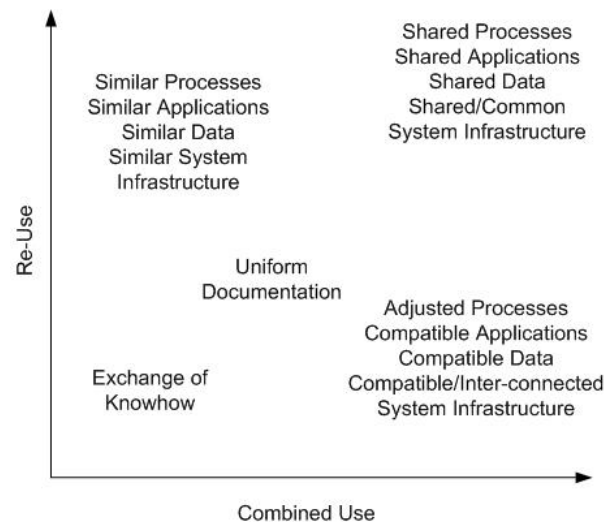 Shared Processes
Shared Applications
Shared Data
Shared/Common
System Infrastructure
Similar Processes
Similar Applications
Similar Data
Similar System
Infrastructure
Re-Use
Uniform
Documentation
Adjusted Processes
Compatible Applications
Compatible Data
Compatible/Inter-connected
System Infrastructure
Exchange of
Knowhow
Combined Use